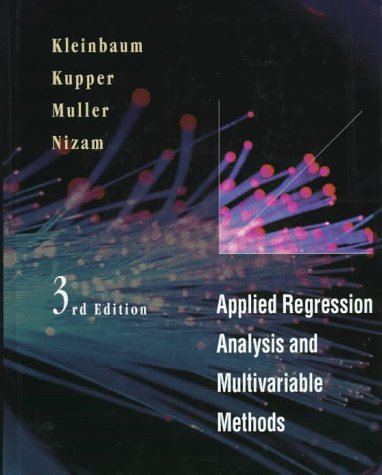 Kleinbaum
Kupper
Muller
Nizam
3rd Edition
Applied Regression
Analysis and
Multivariable
Methods